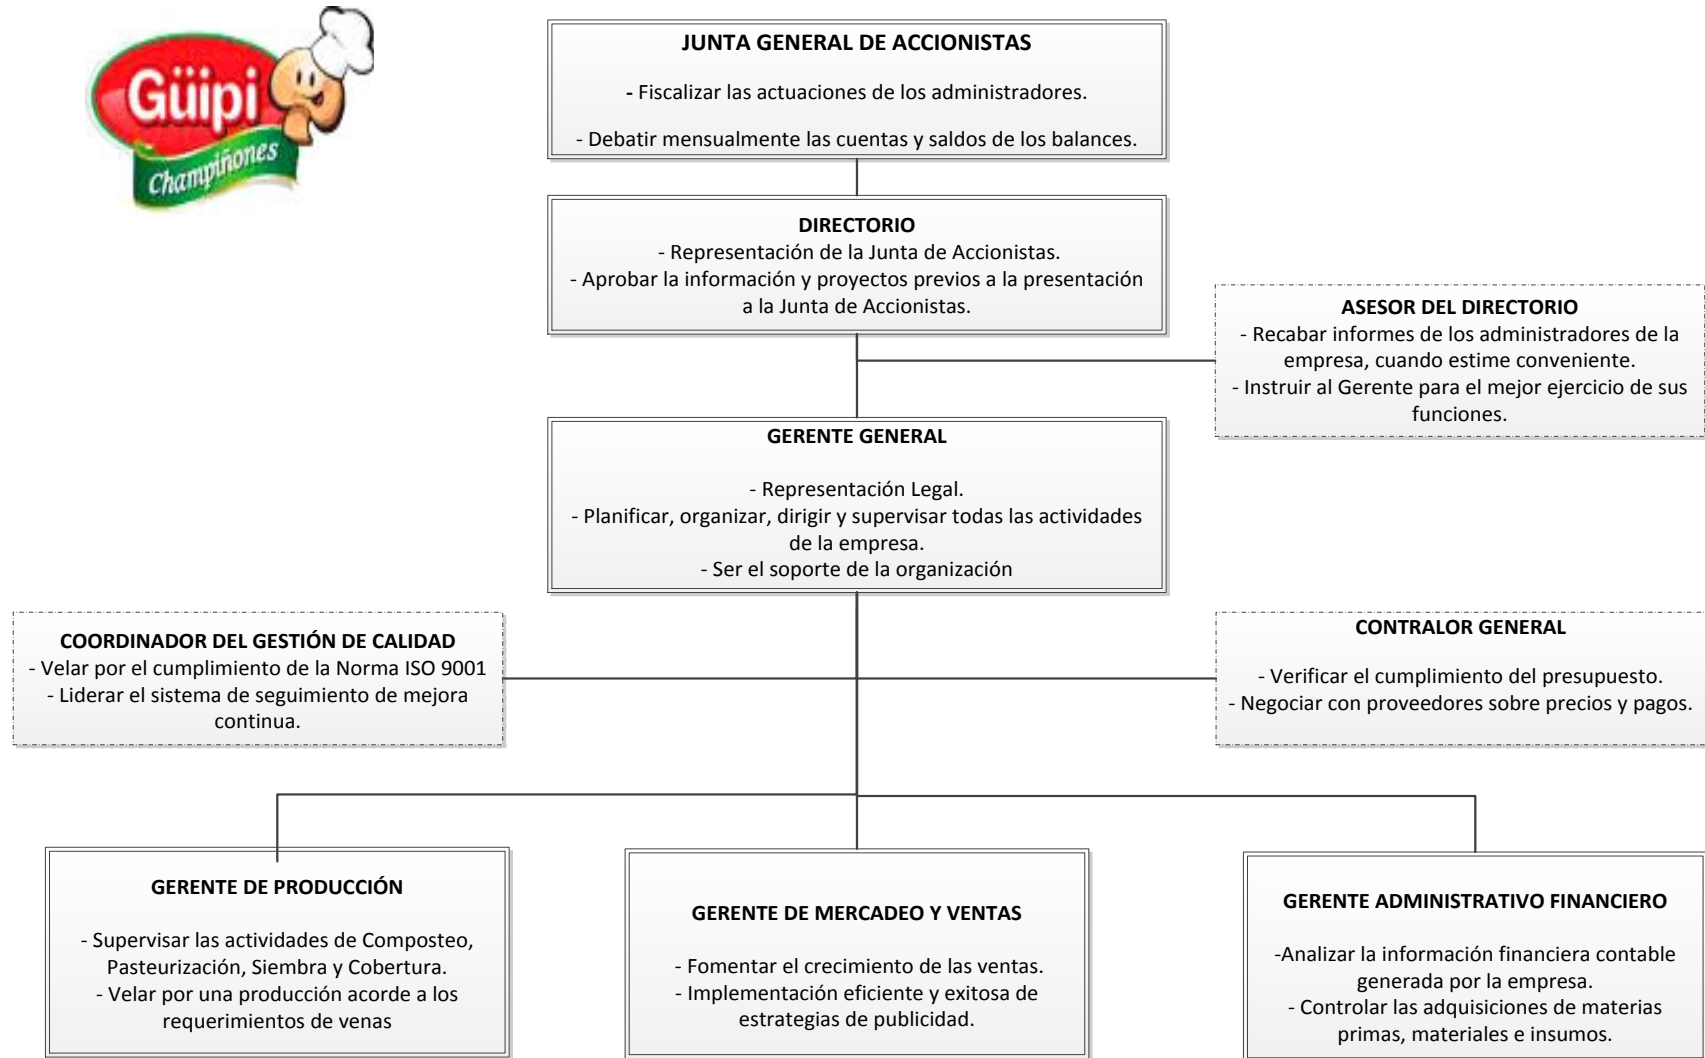 Güipi
Champiñones
JUNTA GENERAL DE ACCIONISTAS
- Fiscalizar las actuaciones de los administradores.
- Debatir mensualmente las cuentas y saldos de los balances.
DIRECTORIO
- Representación de la Junta de Accionistas.
- Aprobar la información y proyectos previos a la presentación
a la Junta de Accionistas.
ASESOR DEL DIRECTORIO
- Recabar informes de los administradores de la
empresa, cuando estime conveniente.
- Instruir al Gerente para el mejor ejercicio de sus
funciones.
GERENTE GENERAL
- Representación Legal.
- Planificar, organizar, dirigir y supervisar todas las actividades
de la empresa.
- Ser el soporte de la organización
COORDINADOR DEL GESTIÓN DE CALIDAD
- Velar por el cumplimiento de la Norma ISO 9001
- Liderar el sistema de seguimiento de mejora
continua.
CONTRALOR GENERAL
- Verificar el cumplimiento del presupuesto.
- Negociar con proveedores sobre precios y pagos.
GERENTE DE PRODUCCIÓN
- Supervisar las actividades de Composteo,
Pasteurización, Siembra y Cobertura.
- Velar por una producción acorde a los
requerimientos de venas
GERENTE DE MERCADEO Y VENTAS
- Fomentar el crecimiento de las ventas.
- Implementación eficiente y exitosa de
estrategias de publicidad.
GERENTE ADMINISTRATIVO FINANCIERO
-Analizar la información financiera contable
generada por la empresa.
- Controlar las adquisiciones de materias
primas, materiales e insumos.